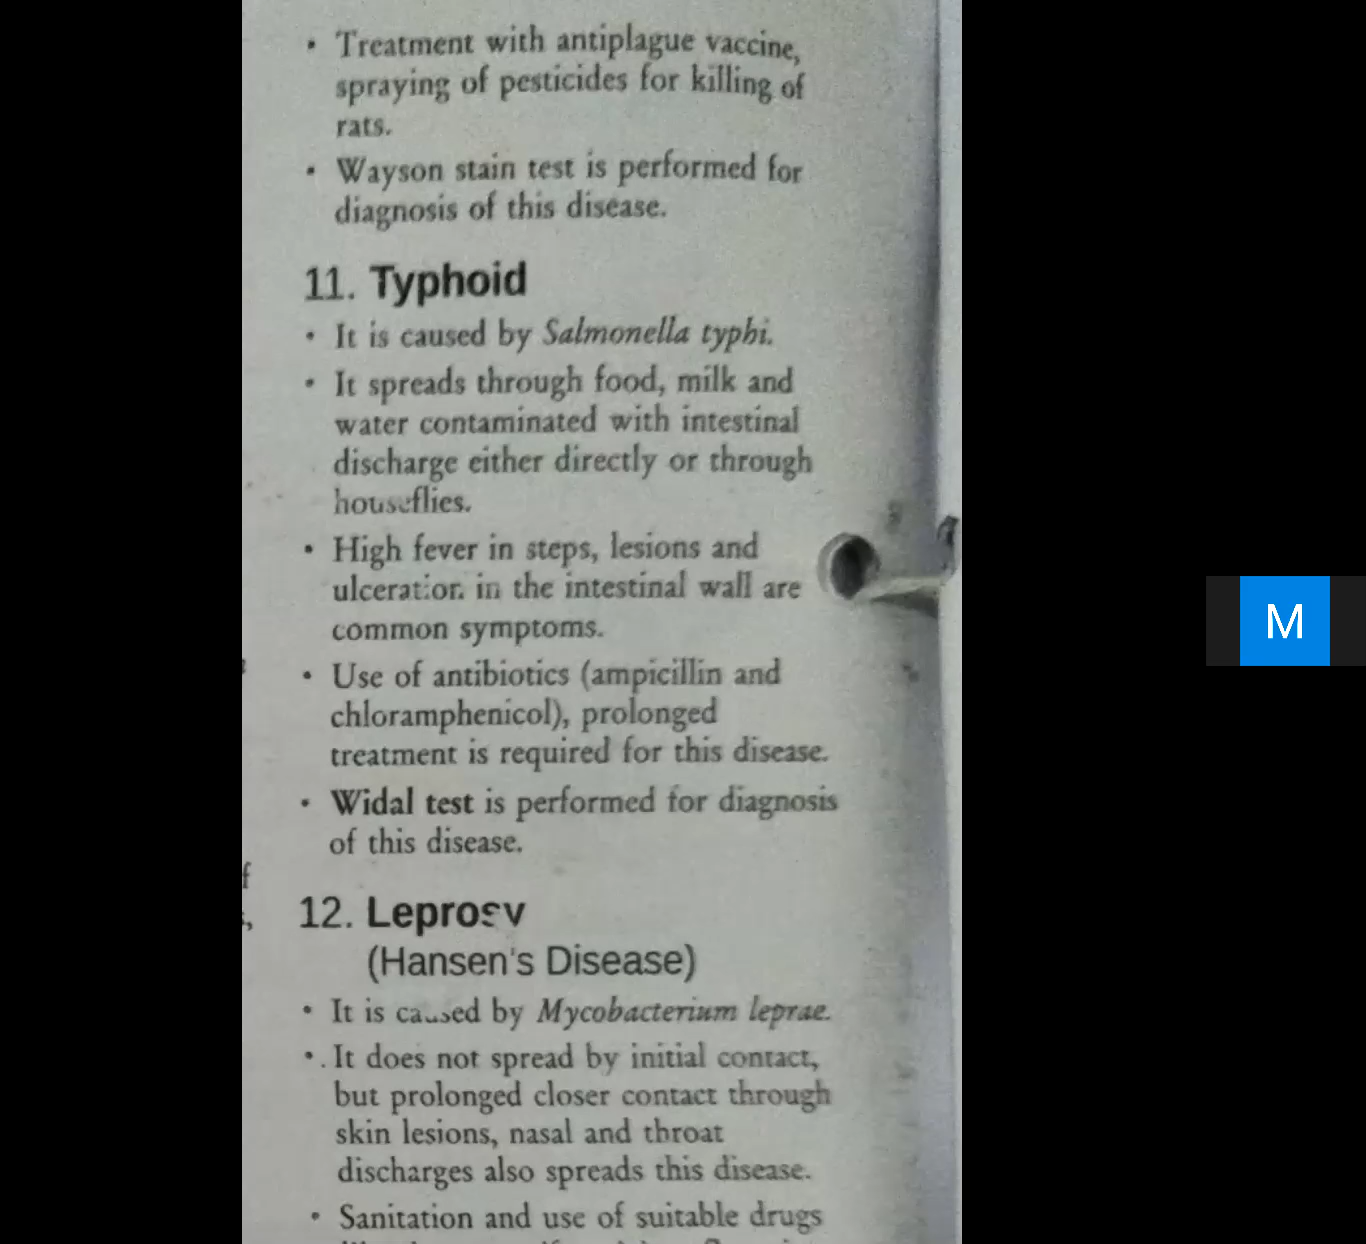 • Treatment with antiplague vaccine,
spraying of pesticides for killing of
rats.
• Wayson stain test is performed for
diagnosis of this disease.
11. Typhoid
• It is caused by Salmonella typhi.
• It spreads through food, milk and
water contaminated with intestinal
discharge either directly or through
houseflies.
• High fever in steps, lesions and
ulceration in the intestinal wall are
common symptoms.
• Use of antibiotics (ampicillin and
chloramphenicol), prolonged
treatment is required for this disease.
• Widal test is performed for diagnosis
of this disease.
12. Leprosy
(Hansen's Disease)
• It is caused by Mycobacterium leprae.
• It does not spread by initial contact,
but prolonged closer contact through
skin lesions, nasal and throat
discharges also spreads this disease.
• Sanitation and use of suitable drugs
M